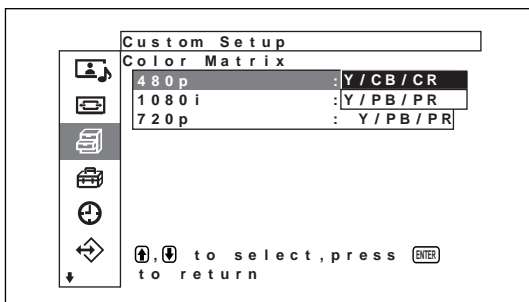 Custom Setup
Color Matrix
480p : Y/CB/CR
1080i : Y/PB/PR
720p : Y/PB/PR
, to select,press ENTER
to return